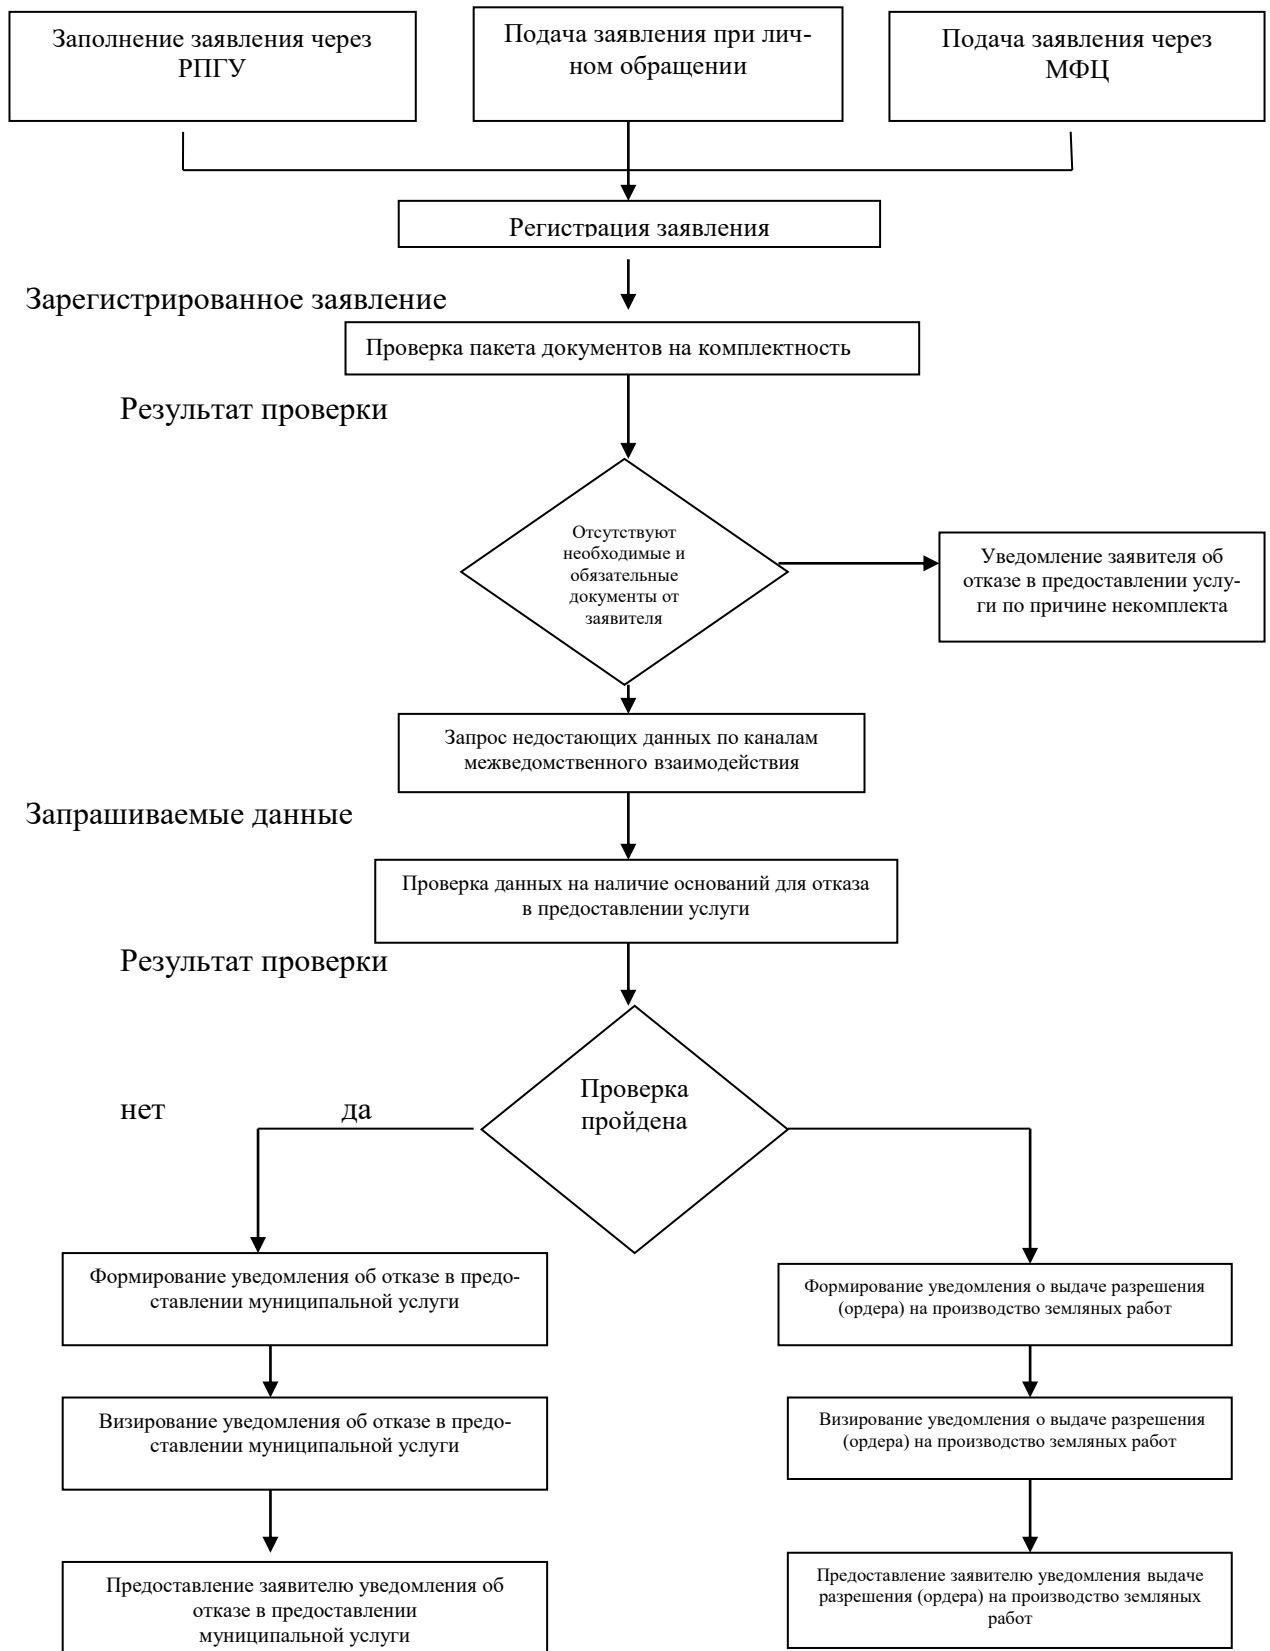 Заполнение заявления через
РПГУ
Подача заявления при лич-
ном обращении
Подача заявления через
МФЦ
Регистрация заявления
Зарегистрированное заявление
Проверка пакета документов на комплектность
Результат проверки
Отсутствуют
необходимые и
обязательные
документы от
заявителя
Уведомление заявителя об
отказе в предоставлении услу-
ги по причине некомплекта
Запрос недостающих данных по каналам
межведомственного взаимодействия
Запрашиваемые данные
Проверка данных на наличие оснований для отказа
в предоставлении услуги
Результат проверки
Проверка
пройдена
нет да
Формирование уведомления об отказе в предо-
ставлении муниципальной услуги
Формирование уведомления о выдаче разрешения
(ордера) на производство земляных работ
Визирование уведомления об отказе в предо-
ставлении муниципальной услуги
Визирование уведомления о выдаче разрешения
(ордера) на производство земляных работ
Предоставление заявителю уведомления об
отказе в предоставлении
муниципальной услуги
Предоставление заявителю уведомления выдаче
разрешения (ордера) на производство земляных
работ